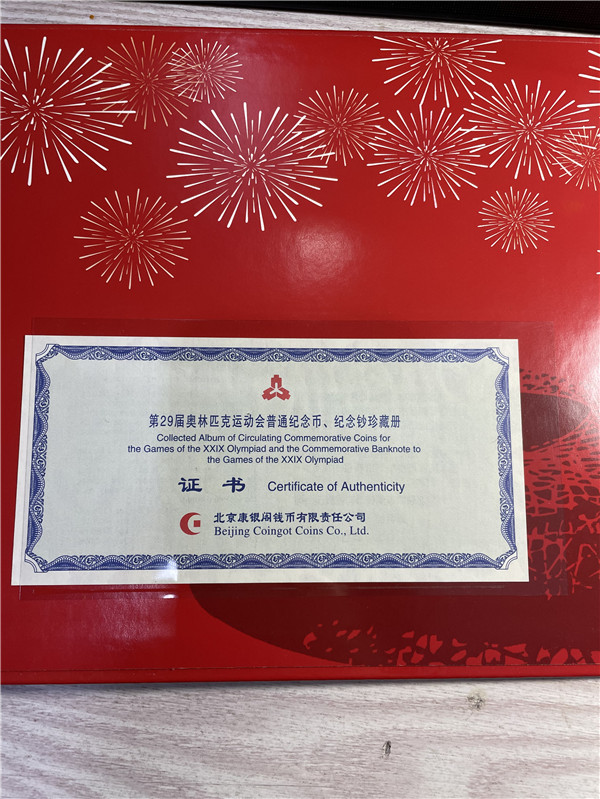 第29届奥林匹克运动会普通纪念币、纪念钞珍藏册
Collected Album of Circulating Commemorative Coins for
the Games of the XXIX Olympiad and the Commemorative Banknote to
the Games of the XXIX Olympiad
证 书 Certificate of Authenticity
北京康银阁钱币有限责任公司
Beijing Coingot Coins Co., Ltd.